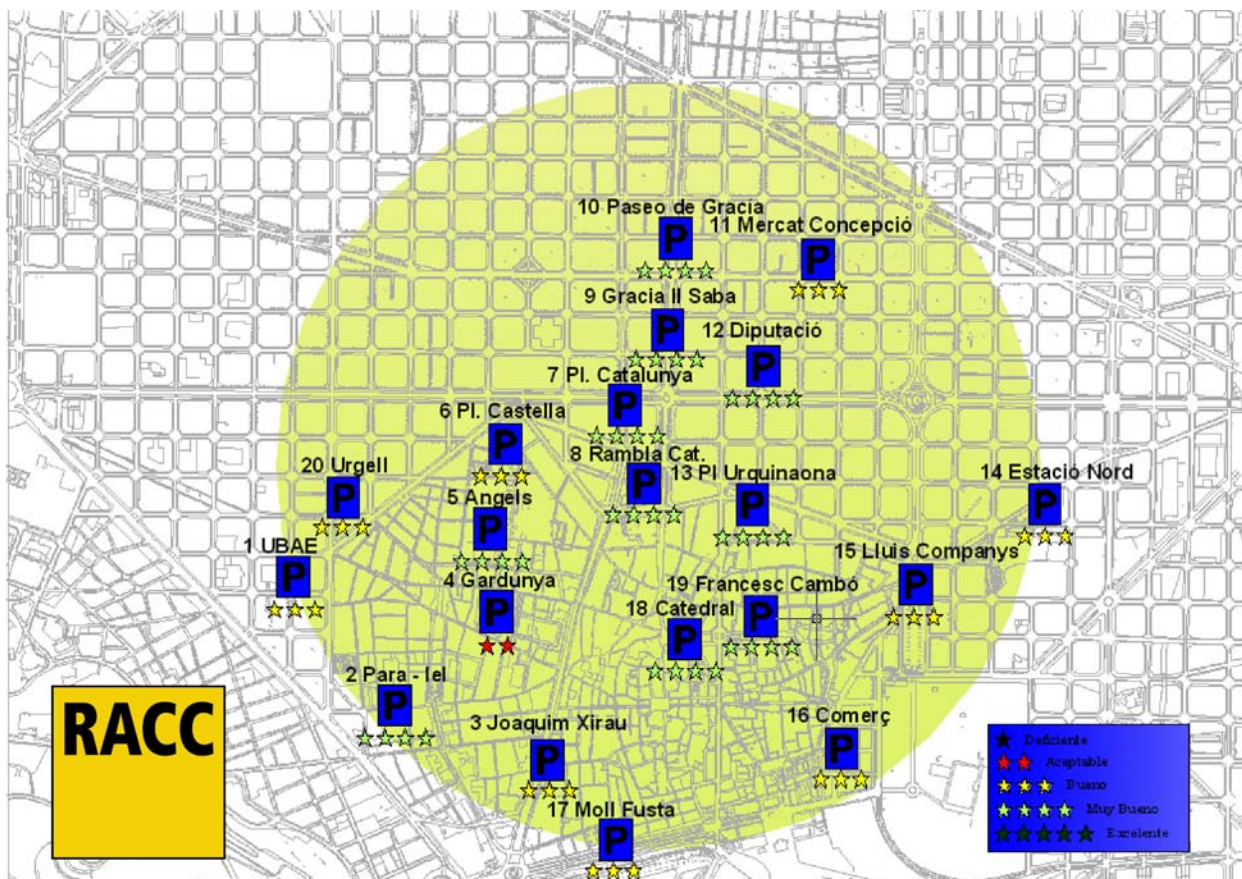 10 Paseo de Gracia
P
11 Mercat Concepció
P
9 Gracia II Saba
P
12 Diputació
P
7 Pl. Catalunya
P
6 Pl. Castella
P
8 Rambla Cat.
P
20 Urgell
P
13 Pl Urquinaona
P
14 Estació Nord
P
5 Angels
P
1 UBAE
P
15 Lluis Companys
P
4 Gardunya
P
19 Francesc Cambó
P
18 Catedral
P
2 Para - lel
P
3 Joaquim Xirau
P
16 Comerç
P
17 Moll Fusta
P
RACC
Deficiente
Aceptable
Bueno
Muy Bueno
Excelente